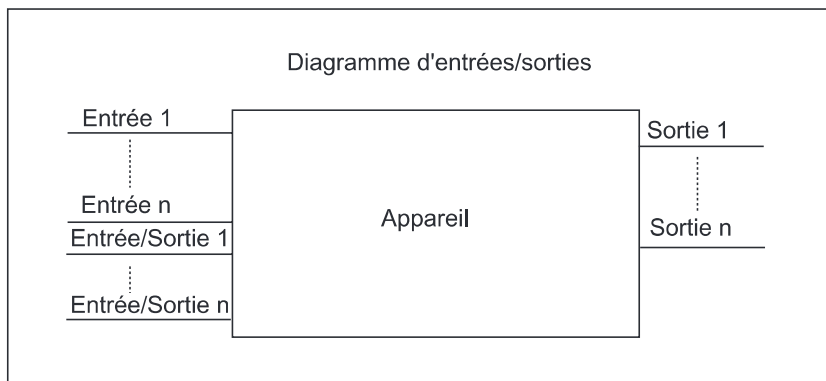 Diagramme d'entrées/sorties
Entrée 1
Sortie 1
Entrée n
Appareil
Sortie n
Entrée/Sortie 1
Entrée/Sortie n